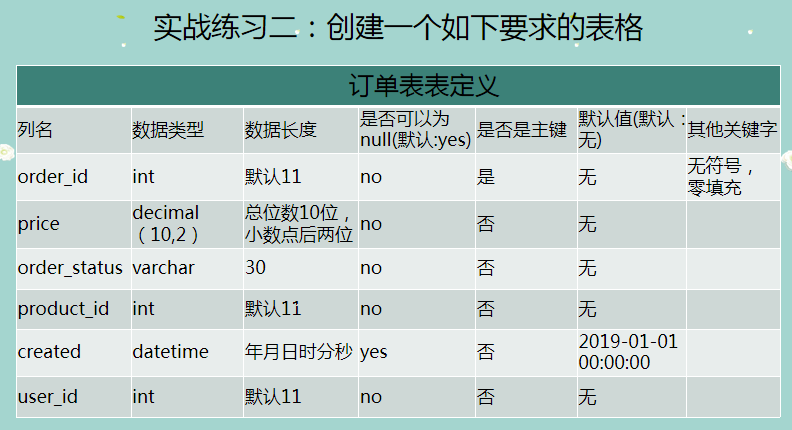 实战练习二：创建一个如下要求的表格
订单表表定义
列名 数据类型 数据长度 是否可以为null(默认:yes) 是否是主键 默认值(默认：无) 其他关键字
order_id int 默认11 no 是 无 无符号，零填充
price decimal（10,2） 总位数10位，小数点后两位 no 否 无
order_status varchar 30 no 否 无
product_id int 默认11 no 否 无
created datetime 年月日时分秒 yes 否 2019-01-01 00:00:00
user_id int 默认11 no 否 无